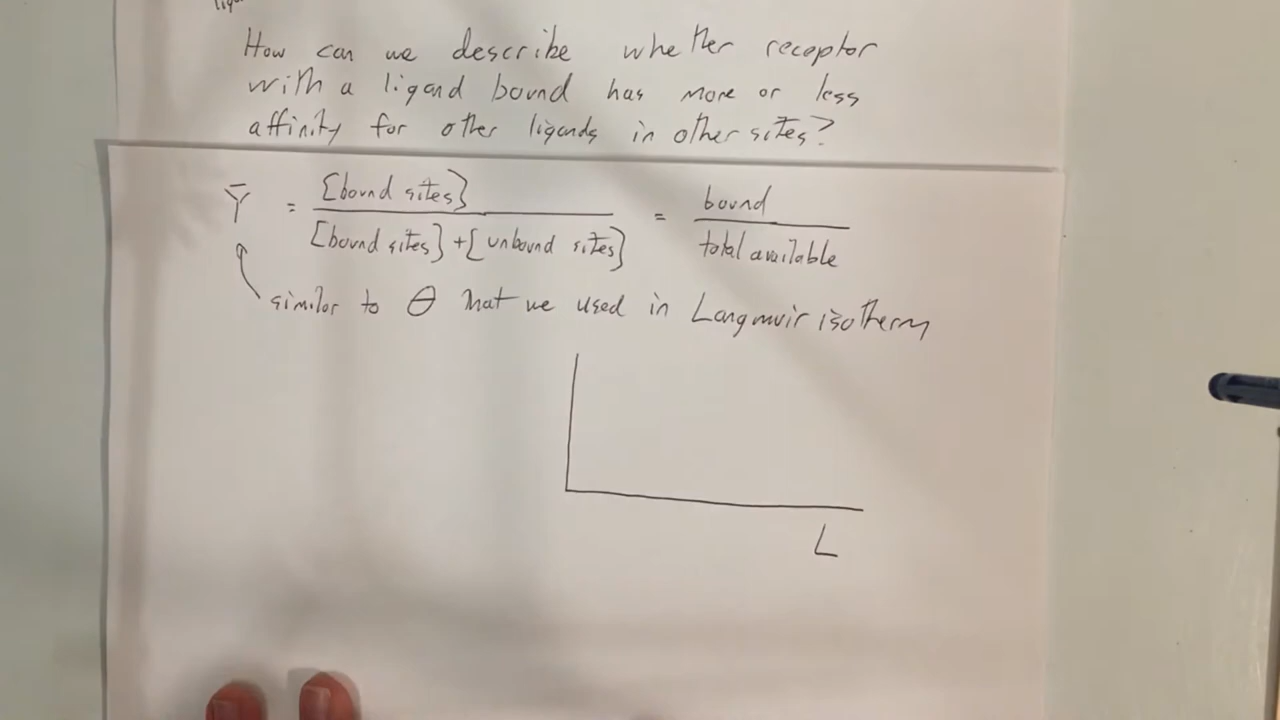 How can we describe whether receptor
with a ligand bound has more or less
affinity for other ligands in other sites?
Ȳ = [bound sites] / [bound sites] + [unbound sites] = bound / total available
similar to θ that we used in Langmuir isotherm
L